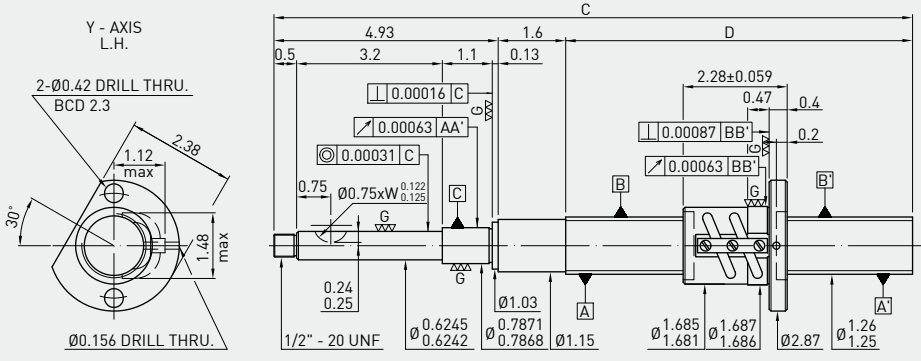 Y - AXIS
L.H.
2-Ø0.42 DRILL THRU.
BCD 2.3
2.38
1.12
max
30°
1.48
max
Ø0.156 DRILL THRU.
C
4.93
1.6
D
0.5
3.2
1.1
0.13
2.28±0.059
0.47
0.4
0.2
⊥ 0.00016 C
G
↗ 0.00063 AA'
◎ 0.00031 C
⊥ 0.00087 BB'
G
↗ 0.00063 BB'
G
0.75
Ø0.75xW 0.122
0.125
G
C
B
B'
G
A
A'
0.24
0.25
1/2" - 20 UNF
Ø 0.6245
0.6242
Ø1.03
Ø 0.7871
0.7868
Ø1.15
Ø 1.685
1.681
Ø 1.687
1.686
Ø2.87
Ø 1.26
1.25